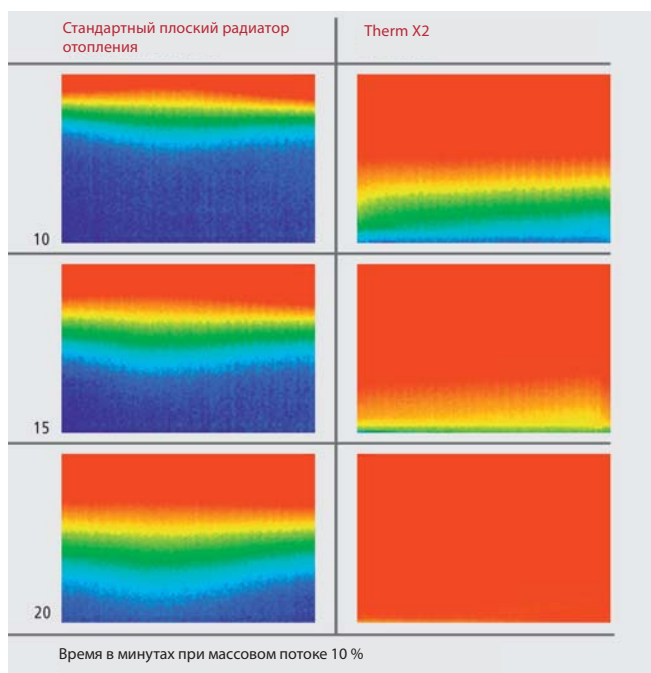 Стандартный плоский радиатор
отопления
Therm X2
10
15
20
Время в минутах при массовом потоке 10 %